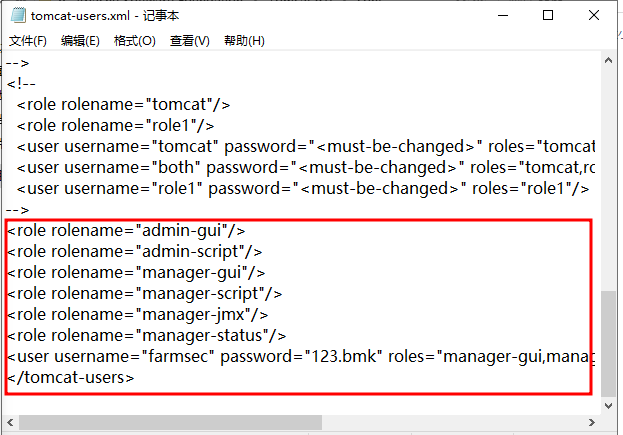 tomcat-users.xml - 记事本
文件(F) 编辑(E) 格式(O) 查看(V) 帮助(H)
-->
<!--
<role rolename="tomcat"/>
<role rolename="role1"/>
<user username="tomcat" password="<must-be-changed>" roles="tomcat
<user username="both" password="<must-be-changed>" roles="tomcat,ro
<user username="role1" password="<must-be-changed>" roles="role1"/>
-->
<role rolename="admin-gui"/>
<role rolename="admin-script"/>
<role rolename="manager-gui"/>
<role rolename="manager-script"/>
<role rolename="manager-jmx"/>
<role rolename="manager-status"/>
<user username="farmsec" password="123.bmk" roles="manager-gui,manag
</tomcat-users>